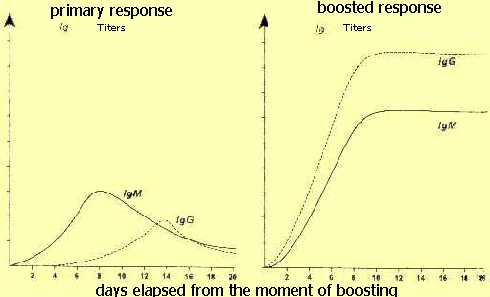 primary response
Ig Titers
IgM
IgG
2 4 6 8 10 12 14 16 18 20
boosted response
Ig Titers
IgG
IgM
2 4 6 8 10 12 14 16 18
days elapsed from the moment of boosting